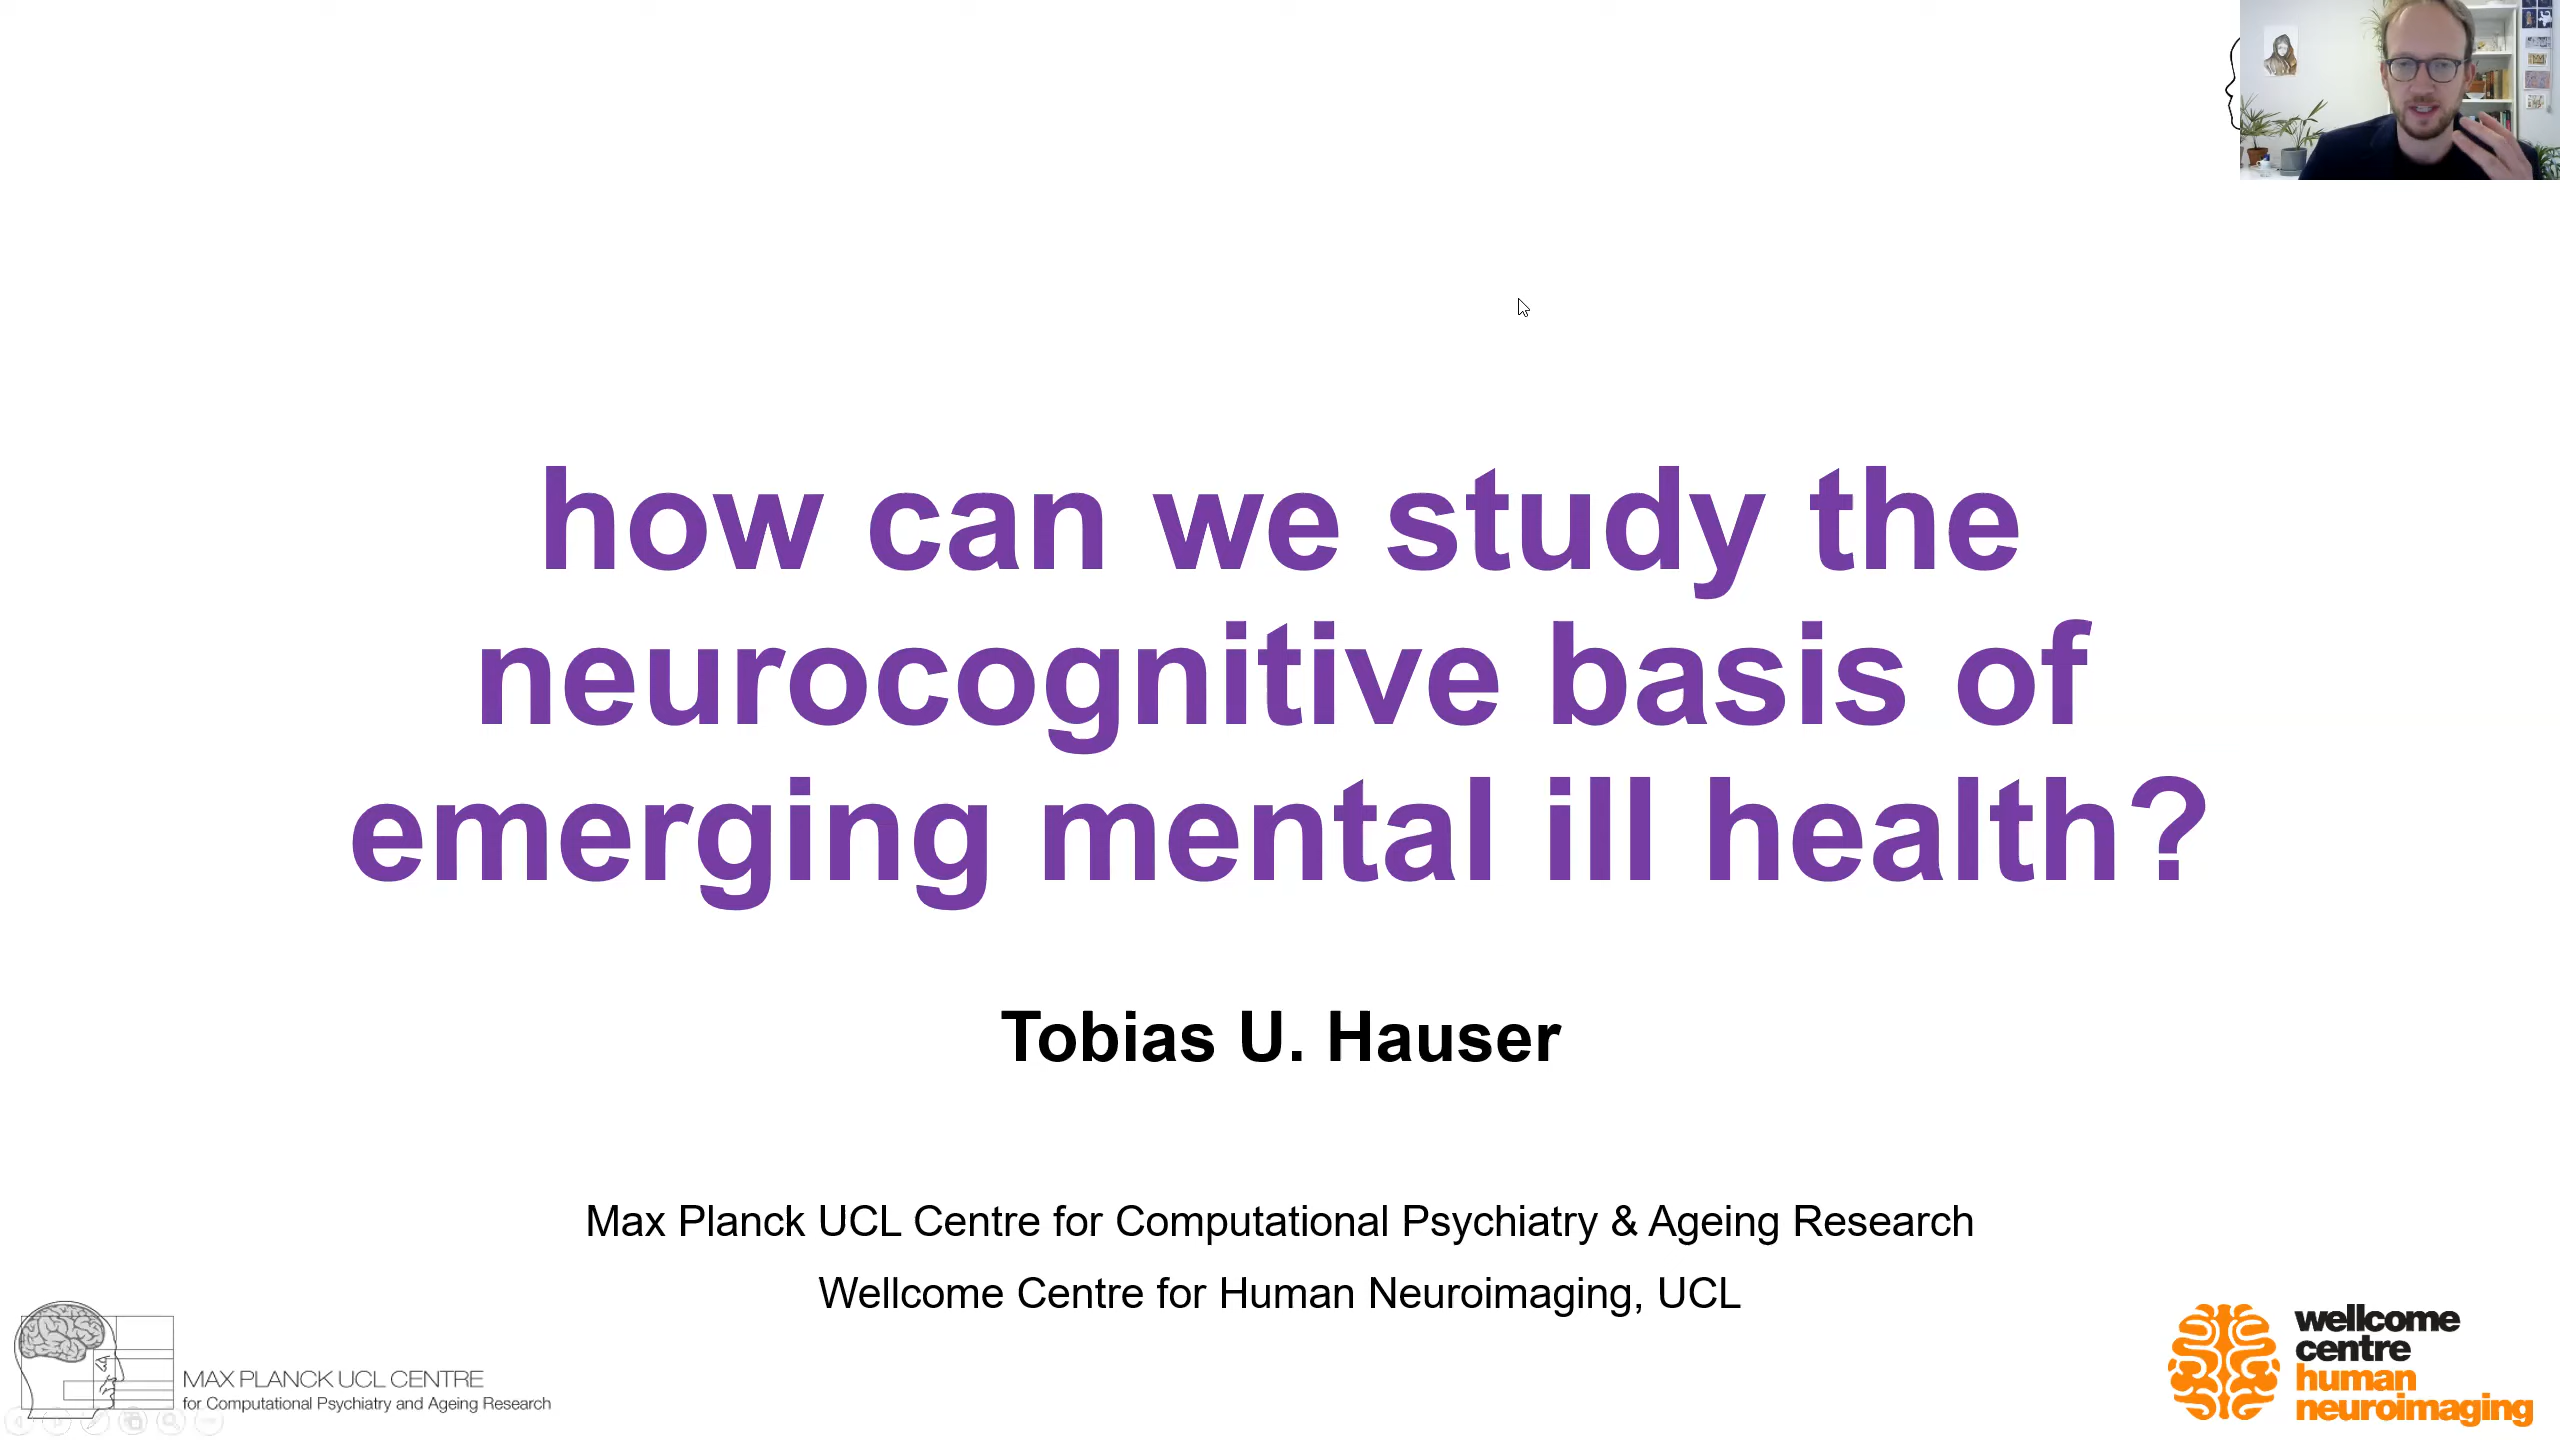 how can we study the
neurocognitive basis of
emerging mental ill health?
Tobias U. Hauser
Max Planck UCL Centre for Computational Psychiatry & Ageing Research
Wellcome Centre for Human Neuroimaging, UCL
MAX PLANCK UCL CENTRE
for Computational Psychiatry and Ageing Research
wellcome
centre
human
neuroimaging